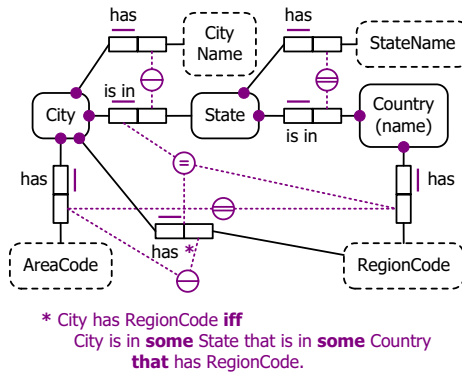 has
has
City
Name
StateName
is in
City
State
Country
(name)
is in
has
=
has
has *
AreaCode
RegionCode
* City has RegionCode iff
City is in some State that is in some Country
that has RegionCode.